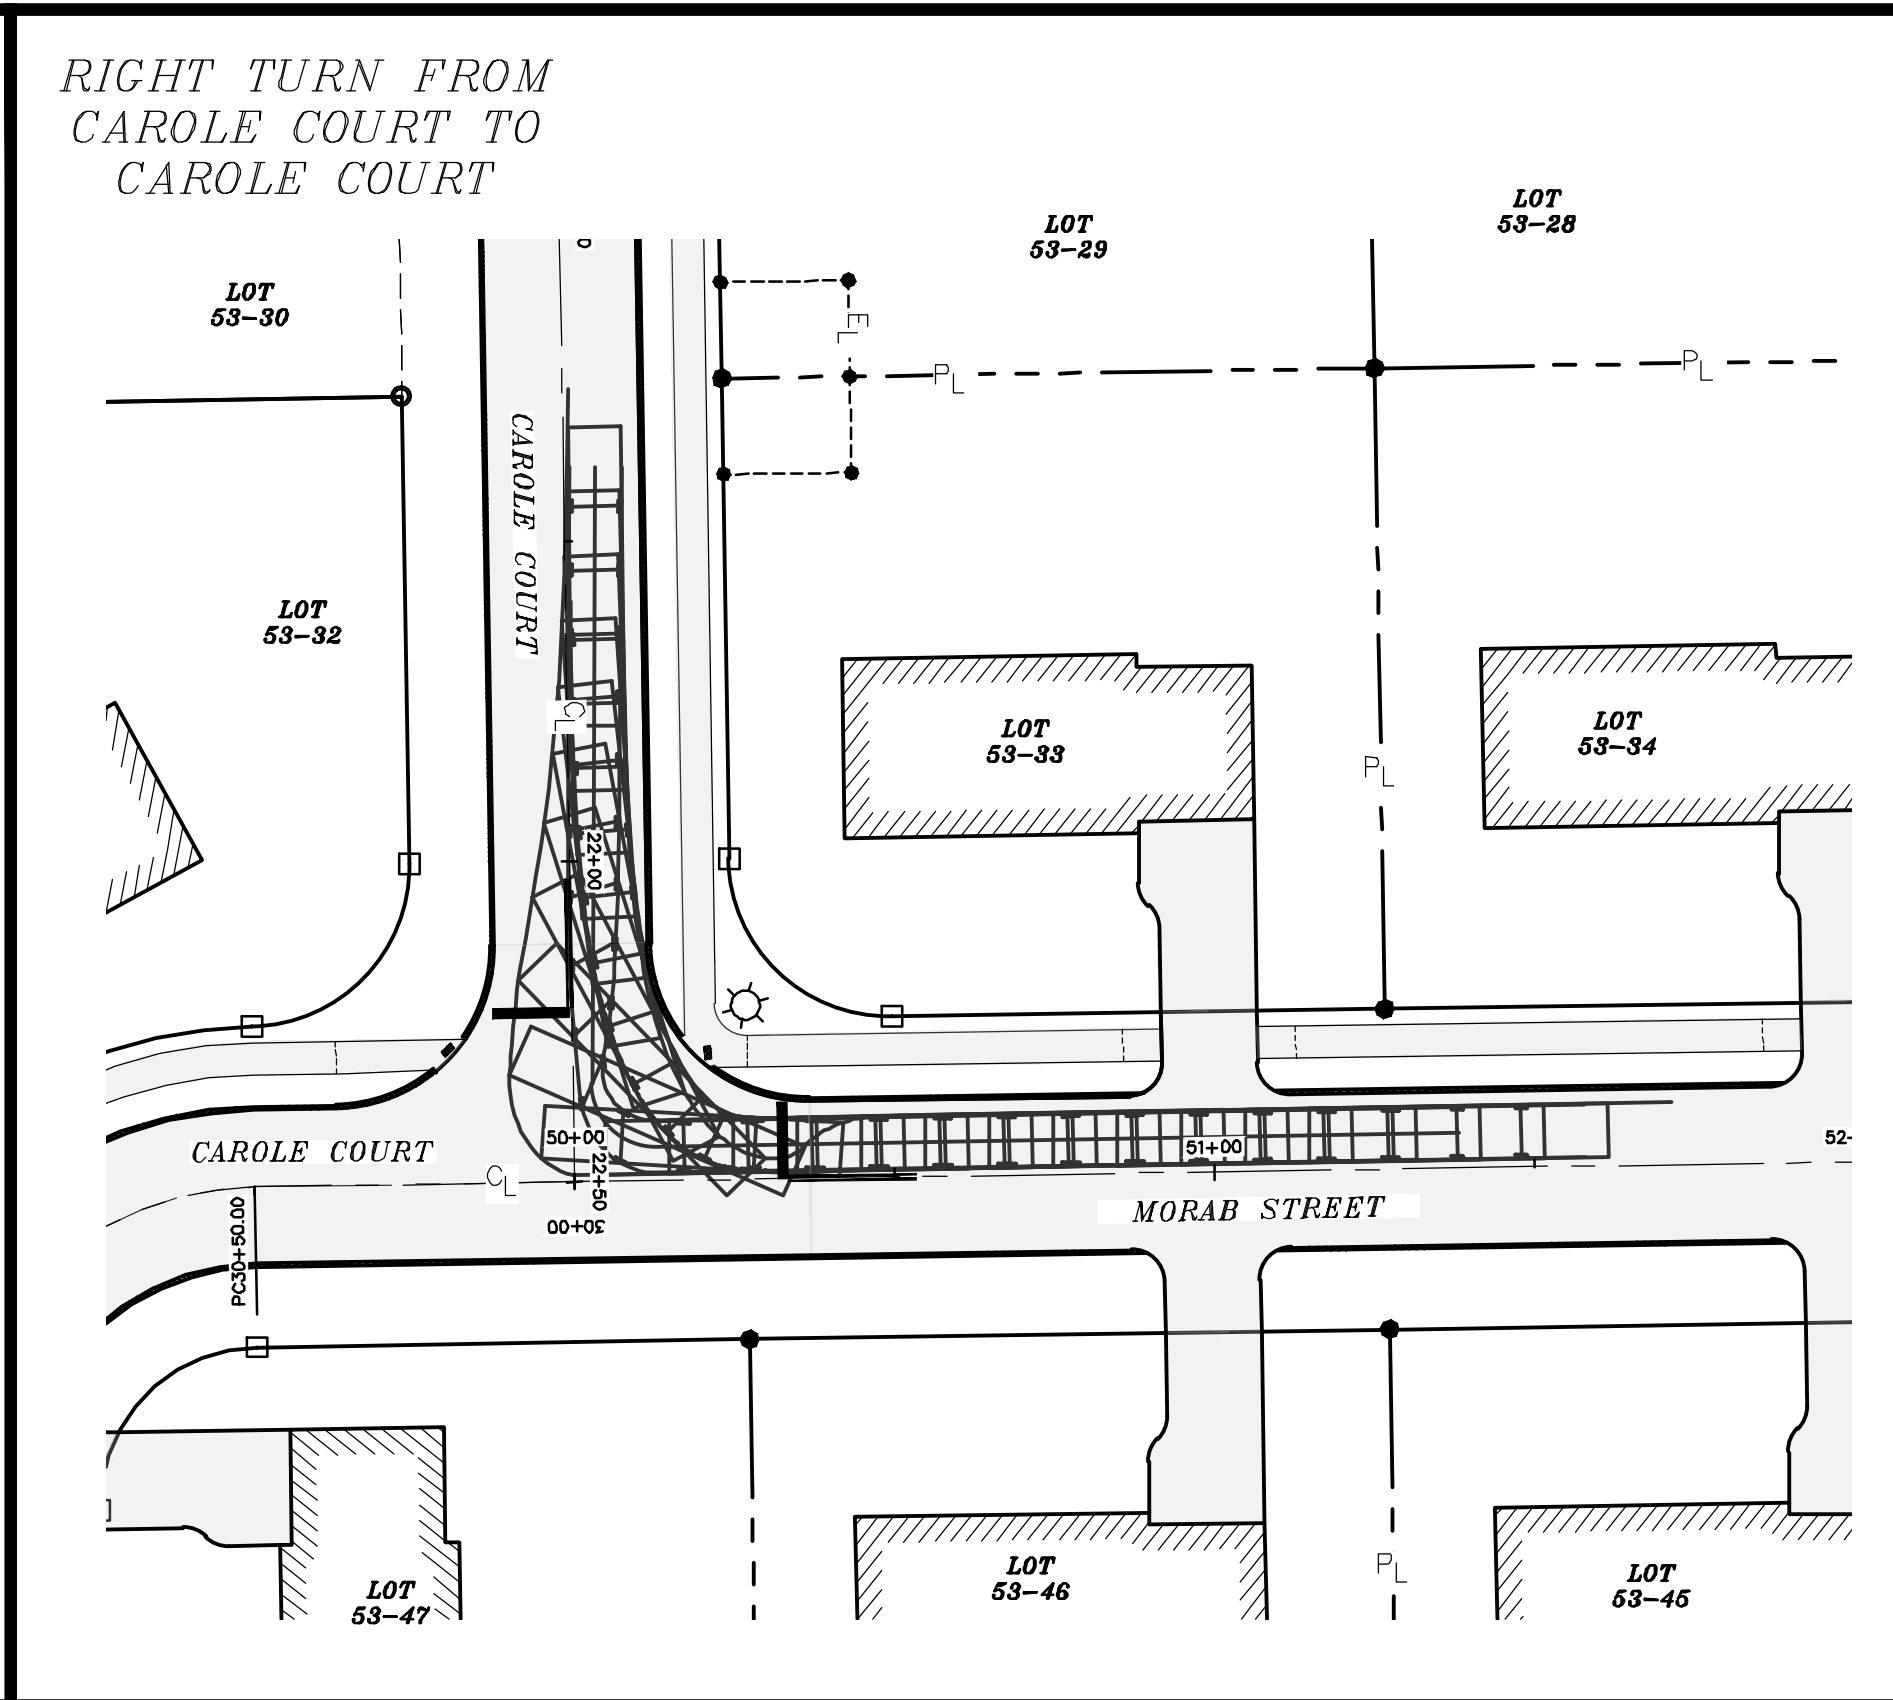 RIGHT TURN FROM
CAROLE COURT TO
CAROLE COURT
LOT
53-28
LOT
53-29
LOT
53-30
EL
PL
PL
CAROLE COURT
LOT
53-32
CL
LOT
53-33
LOT
53-34
PL
22+00
50+00
51+00
52-
CAROLE COURT
CL
22+50
30+00
MORAB STREET
PC30+50.00
LOT
53-46
PL
LOT
53-45
LOT
53-47